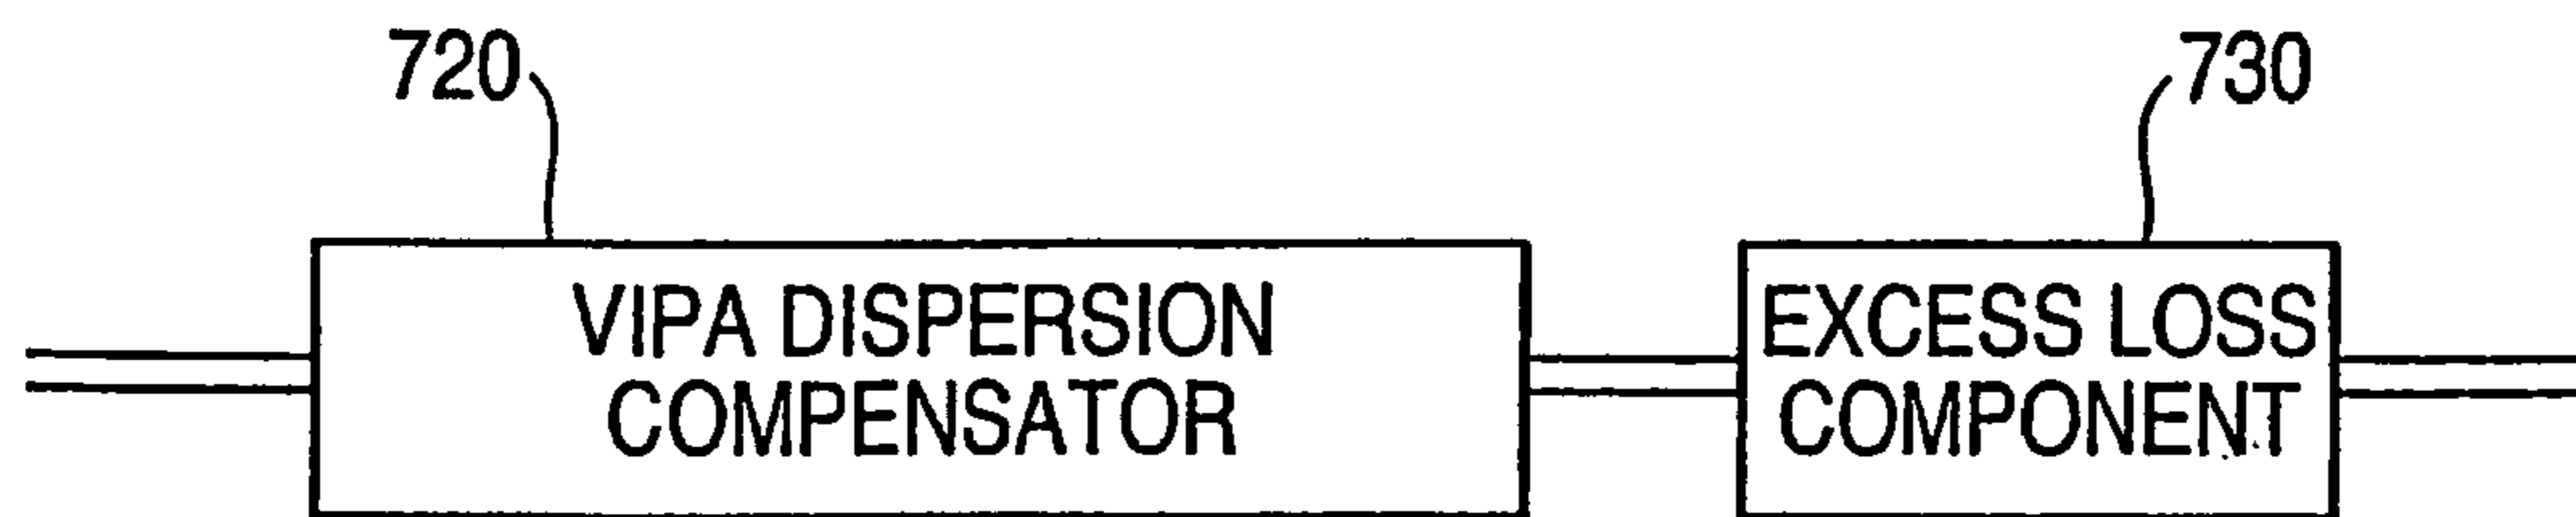 720
730
VIPA DISPERSION
COMPENSATOR
EXCESS LOSS
COMPONENT